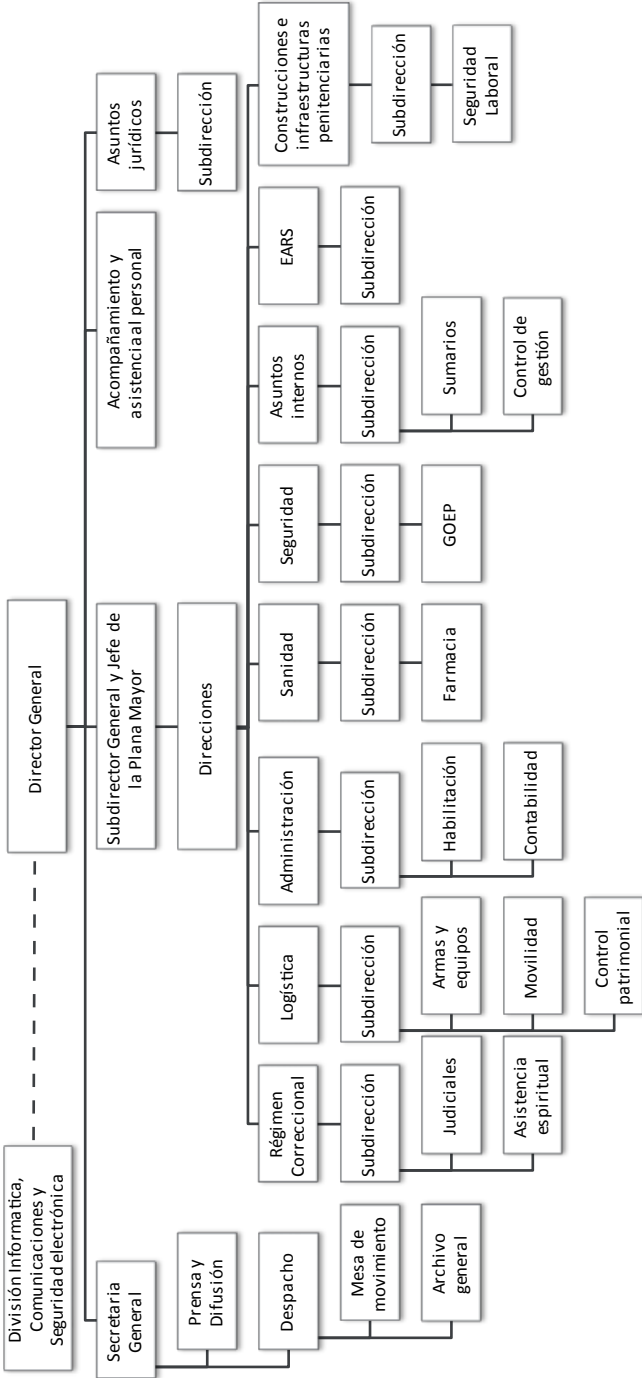 División Informatica,
Comunicaciones y
Seguridad electrónica
Director General
Secretaria
General
Prensa y
Difusión
Despacho
Mesa de
movimiento
Archivo
general
Subdirector General y Jefe de
la Plana Mayor
Direcciones
Régimen
Correccional
Subdirección
Judiciales
Asistencia
espiritual
Logística
Subdirección
Armas y
equipos
Movilidad
Control
patrimonial
Administración
Subdirección
Habilitación
Contabilidad
Sanidad
Subdirección
Farmacia
Seguridad
Subdirección
GOEP
Asuntos
internos
Subdirección
Sumarios
Control de
gestión
EARS
Subdirección
Construcciones e
infraestructuras
penitenciarias
Subdirección
Seguridad
Laboral
Acompañamiento y
asistenciaal personal
Asuntos
jurídicos
Subdirección